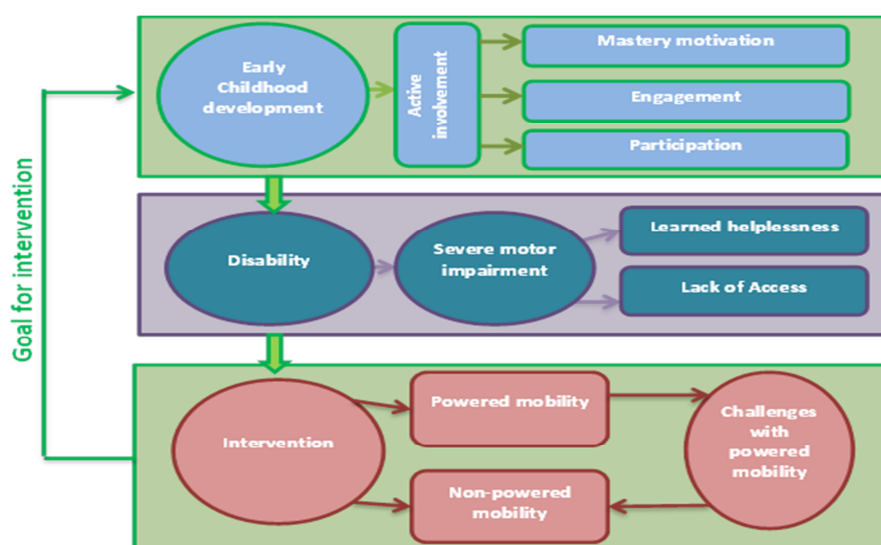 Early
Childhood
development
Active
involvement
Mastery motivation
Engagement
Participation
Goal for intervention
Disability
Severe motor
impairment
Learned helplessness
Lack of Access
Intervention
Powered mobility
Non-powered
mobility
Challenges
with
powered
mobility